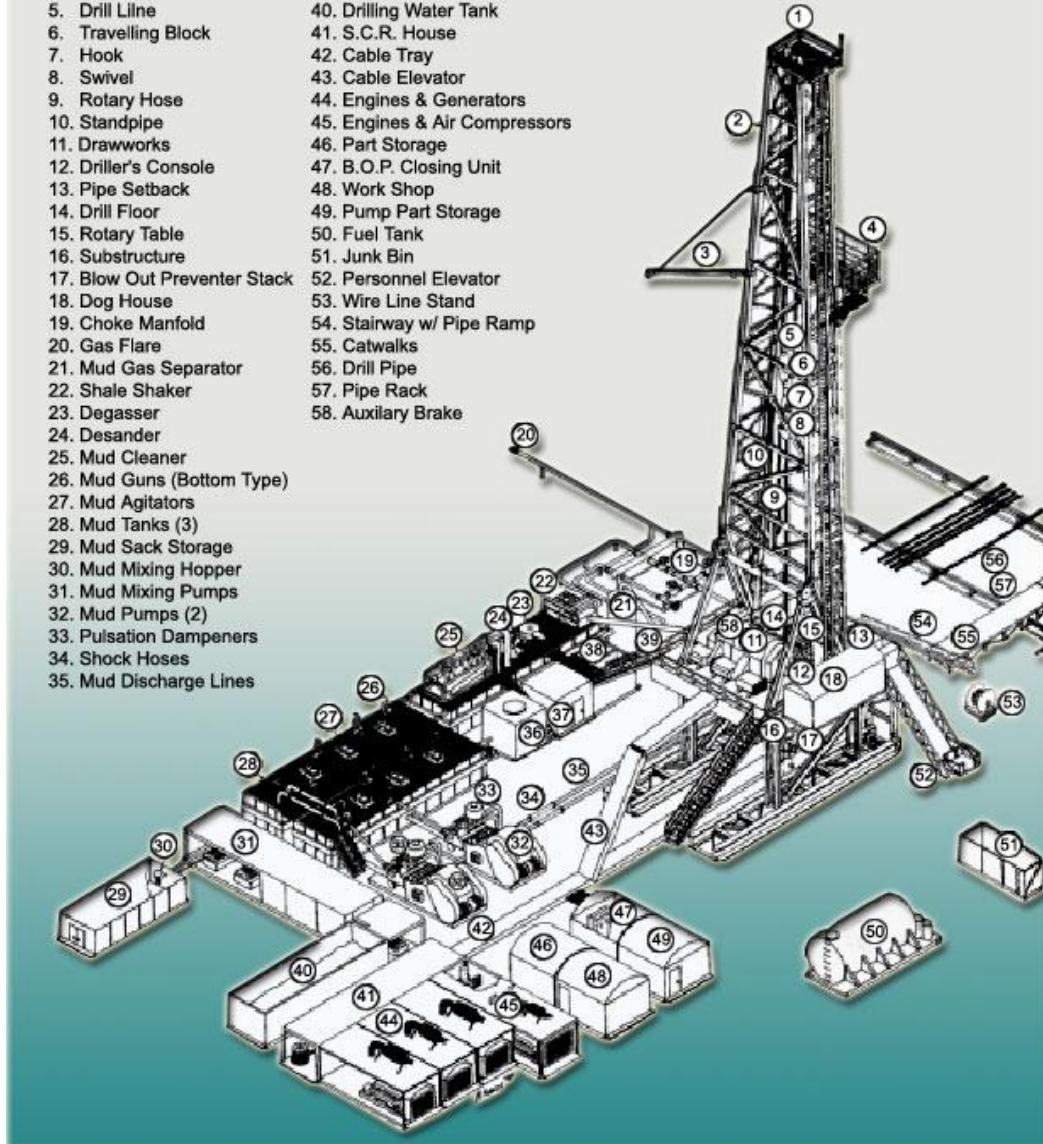 5. Drill Lilne
6. Travelling Block
7. Hook
8. Swivel
9. Rotary Hose
10. Standpipe
11. Drawworks
12. Driller's Console
13. Pipe Setback
14. Drill Floor
15. Rotary Table
16. Substructure
17. Blow Out Preventer Stack
18. Dog House
19. Choke Manfold
20. Gas Flare
21. Mud Gas Separator
22. Shale Shaker
23. Degasser
24. Desander
25. Mud Cleaner
26. Mud Guns (Bottom Type)
27. Mud Agitators
28. Mud Tanks (3)
29. Mud Sack Storage
30. Mud Mixing Hopper
31. Mud Mixing Pumps
32. Mud Pumps (2)
33. Pulsation Dampeners
34. Shock Hoses
35. Mud Discharge Lines
40. Drilling Water Tank
41. S.C.R. House
42. Cable Tray
43. Cable Elevator
44. Engines & Generators
45. Engines & Air Compressors
46. Part Storage
47. B.O.P. Closing Unit
48. Work Shop
49. Pump Part Storage
50. Fuel Tank
51. Junk Bin
52. Personnel Elevator
53. Wire Line Stand
54. Stairway w/ Pipe Ramp
55. Catwalks
56. Drill Pipe
57. Pipe Rack
58. Auxilary Brake
1
2
3
4
5
6
7
8
20
10
9
19
56
57
22
23
21
24
58
14
11
15
13
54
55
25
38
39
12
18
53
26
27
36
37
16
17
52
28
35
33
34
43
32
31
30
29
51
42
47
46
49
50
48
40
41
45
44